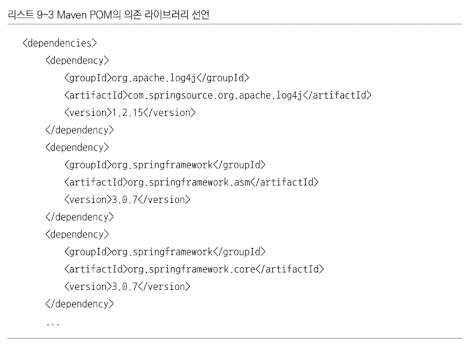 리스트 9-3 Maven POM의 의존 라이브러리 선언
<dependencies>
<dependency>
<groupId>org.apache.log4j</groupId>
<artifactId>com.springsource.org.apache.log4j</artifactId>
<version>1.2.15</version>
</dependency>
<dependency>
<groupId>org.springframework</groupId>
<artifactId>org.springframework.asm</artifactId>
<version>3.0.7</version>
</dependency>
<dependency>
<groupId>org.springframework</groupId>
<artifactId>org.springframework.core</artifactId>
<version>3.0.7</version>
</dependency>
...